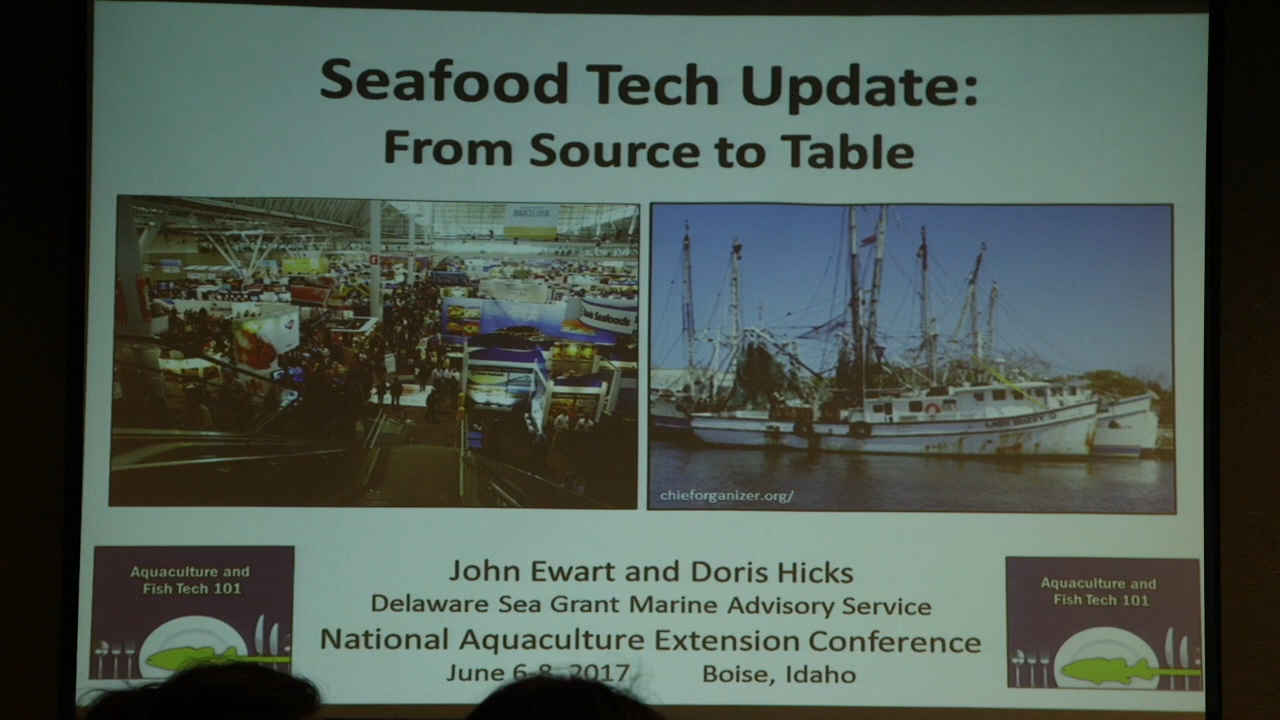 Seafood Tech Update:
From Source to Table
BARCELONA
Seafoods
chieforganizer.org/
John Ewart and Doris Hicks
Delaware Sea Grant Marine Advisory Service
National Aquaculture Extension Conference
June 6-8, 2017 Boise, Idaho
Aquaculture and
Fish Tech 101
Aquaculture and
Fish Tech 101